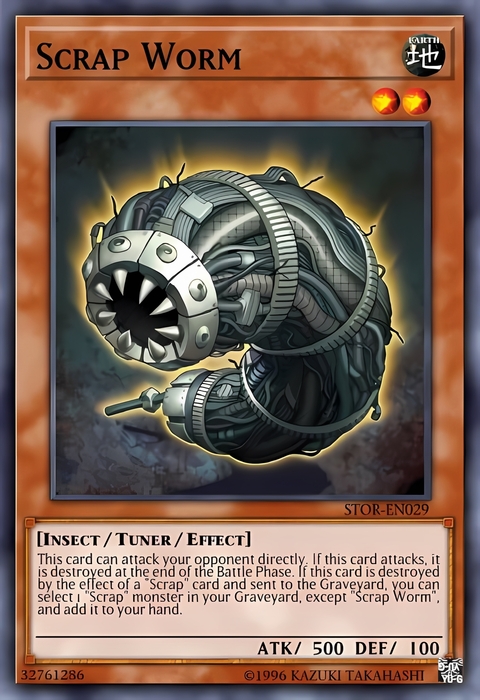 SCRAP WORM
EARTH
地
STOR-EN029
[INSECT / TUNER / EFFECT]
This card can attack your opponent directly. If this card attacks, it
is destroyed at the end of the Battle Phase. If this card is destroyed
by the effect of a "Scrap" card and sent to the Graveyard, you can
select 1 "Scrap" monster in your Graveyard, except "Scrap Worm",
and add it to your hand.
ATK/ 500 DEF/ 100
32761286
©1996 KAZUKI TAKAHASHI